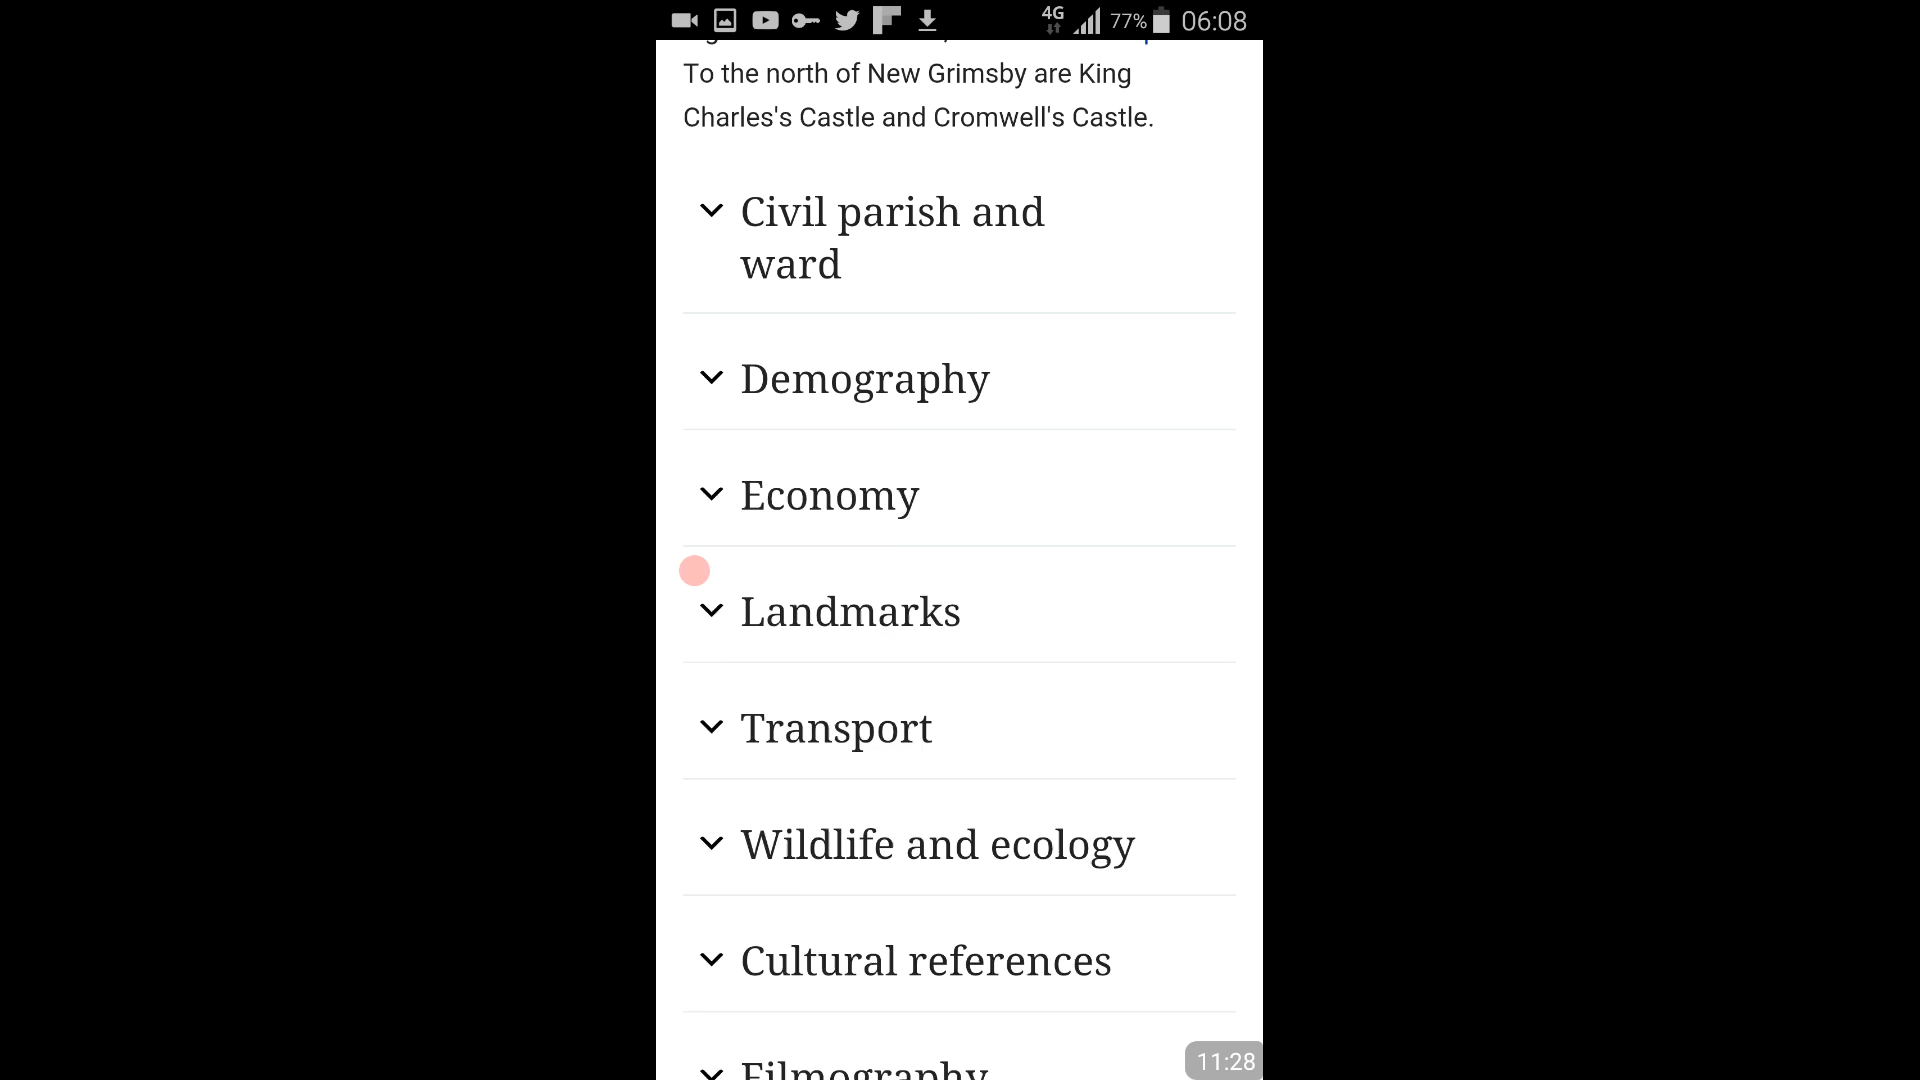 4G 77% 06:08
To the north of New Grimsby are King
Charles's Castle and Cromwell's Castle.
Civil parish and
ward
Demography
Economy
Landmarks
Transport
Wildlife and ecology
Cultural references
Filmography
11:28